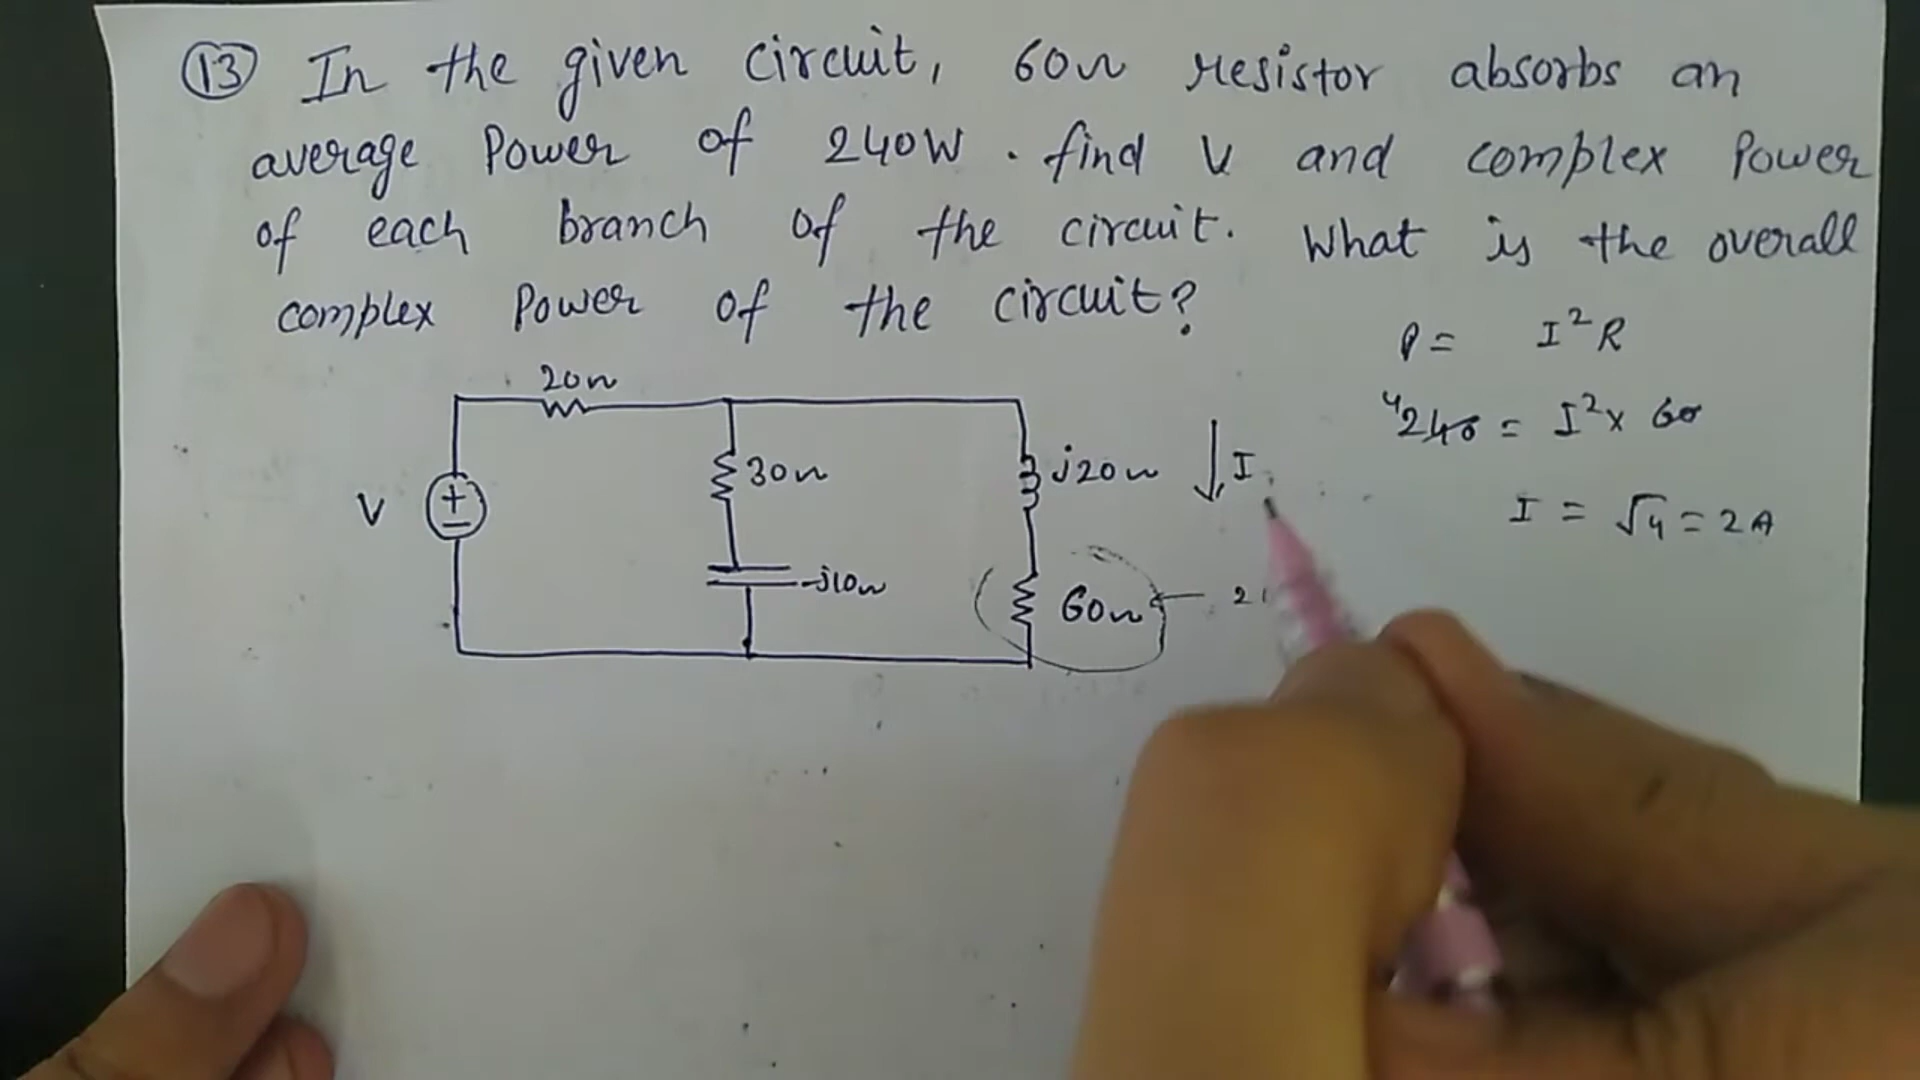 13 In the given circuit, 60Ω resistor absorbs an
average Power of 240W . find V and complex Power
of each branch of the circuit. What is the overall
complex Power of the circuit?
P = I²R
4
240 = I² x 60
I = √4 = 2A
20Ω
30Ω
j20Ω
I
V
+
-j10Ω
60Ω